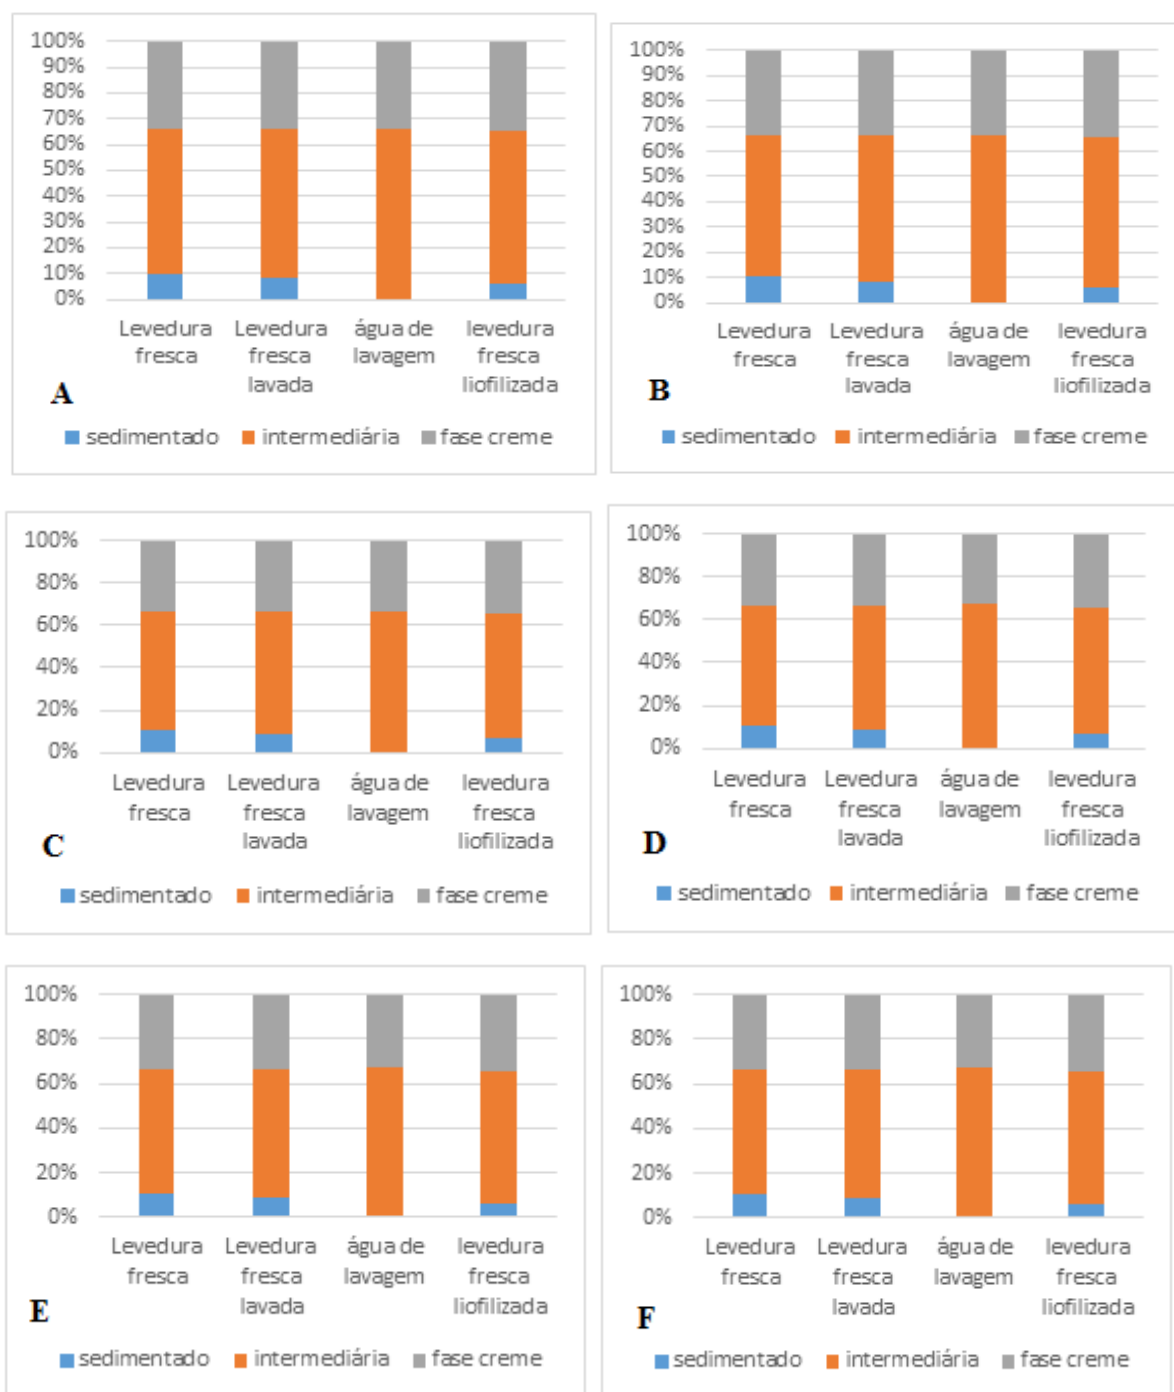 100%
90%
80%
70%
60%
50%
40%
30%
20%
10%
0%
Levedura Levedura água de levedura
fresca fresca lavagem fresca
lavada liofilizada
A
sedimentado intermediária fase creme
100%
90%
80%
70%
60%
50%
40%
30%
20%
10%
0%
Levedura Levedura água de levedura
fresca fresca lavagem fresca
lavada liofilizada
B
sedimentado intermediária fase creme
100%
80%
60%
40%
20%
0%
Levedura Levedura água de levedura
fresca fresca lavagem fresca
lavada liofilizada
C
sedimentado intermediária fase creme
100%
80%
60%
40%
20%
0%
Levedura Levedura água de levedura
fresca fresca lavagem fresca
lavada liofilizada
D
sedimentado intermediária fase creme
100%
80%
60%
40%
20%
0%
Levedura Levedura água de levedura
fresca fresca lavagem fresca
lavada liofilizada
E
sedimentado intermediária fase creme
100%
80%
60%
40%
20%
0%
Levedura Levedura água de levedura
fresca fresca lavagem fresca
lavada liofilizada
F
sedimentado intermediária fase creme